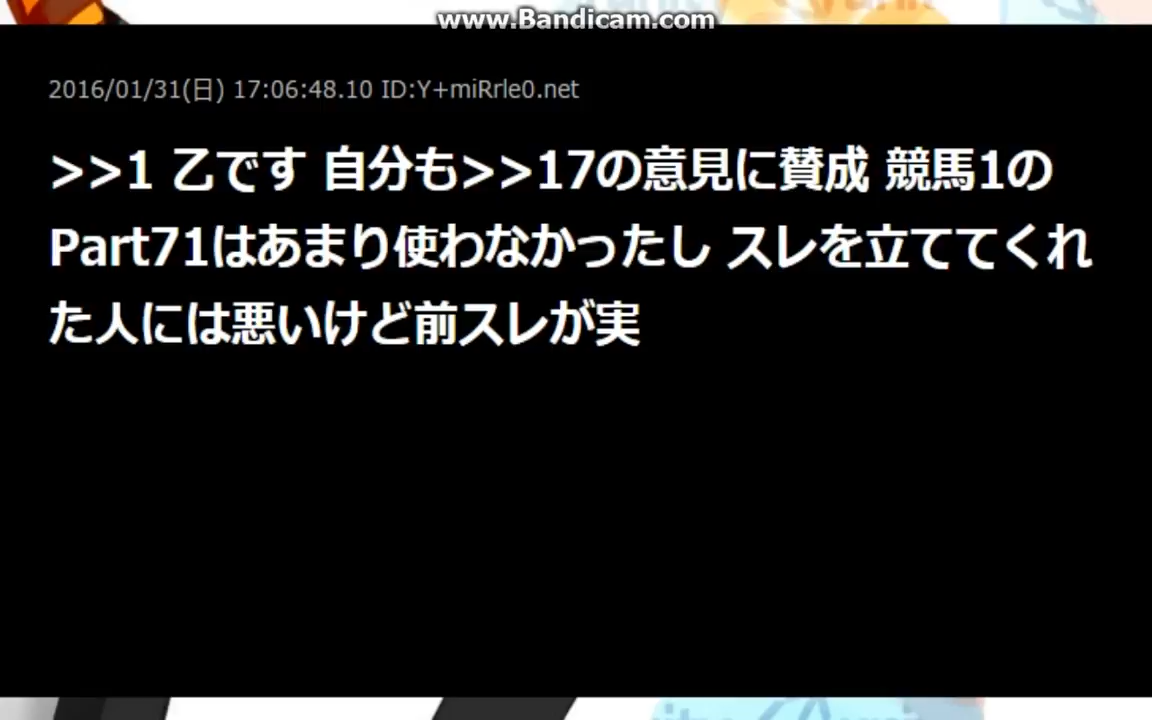 www.Bandicam.com
2016/01/31(日) 17:06:48.10 ID:Y+miRrle0.net
>>1 乙です 自分も>>17の意見に賛成 競馬1の
Part71はあまり使わなかったし スレを立ててくれ
た人には悪いけど前スレが実